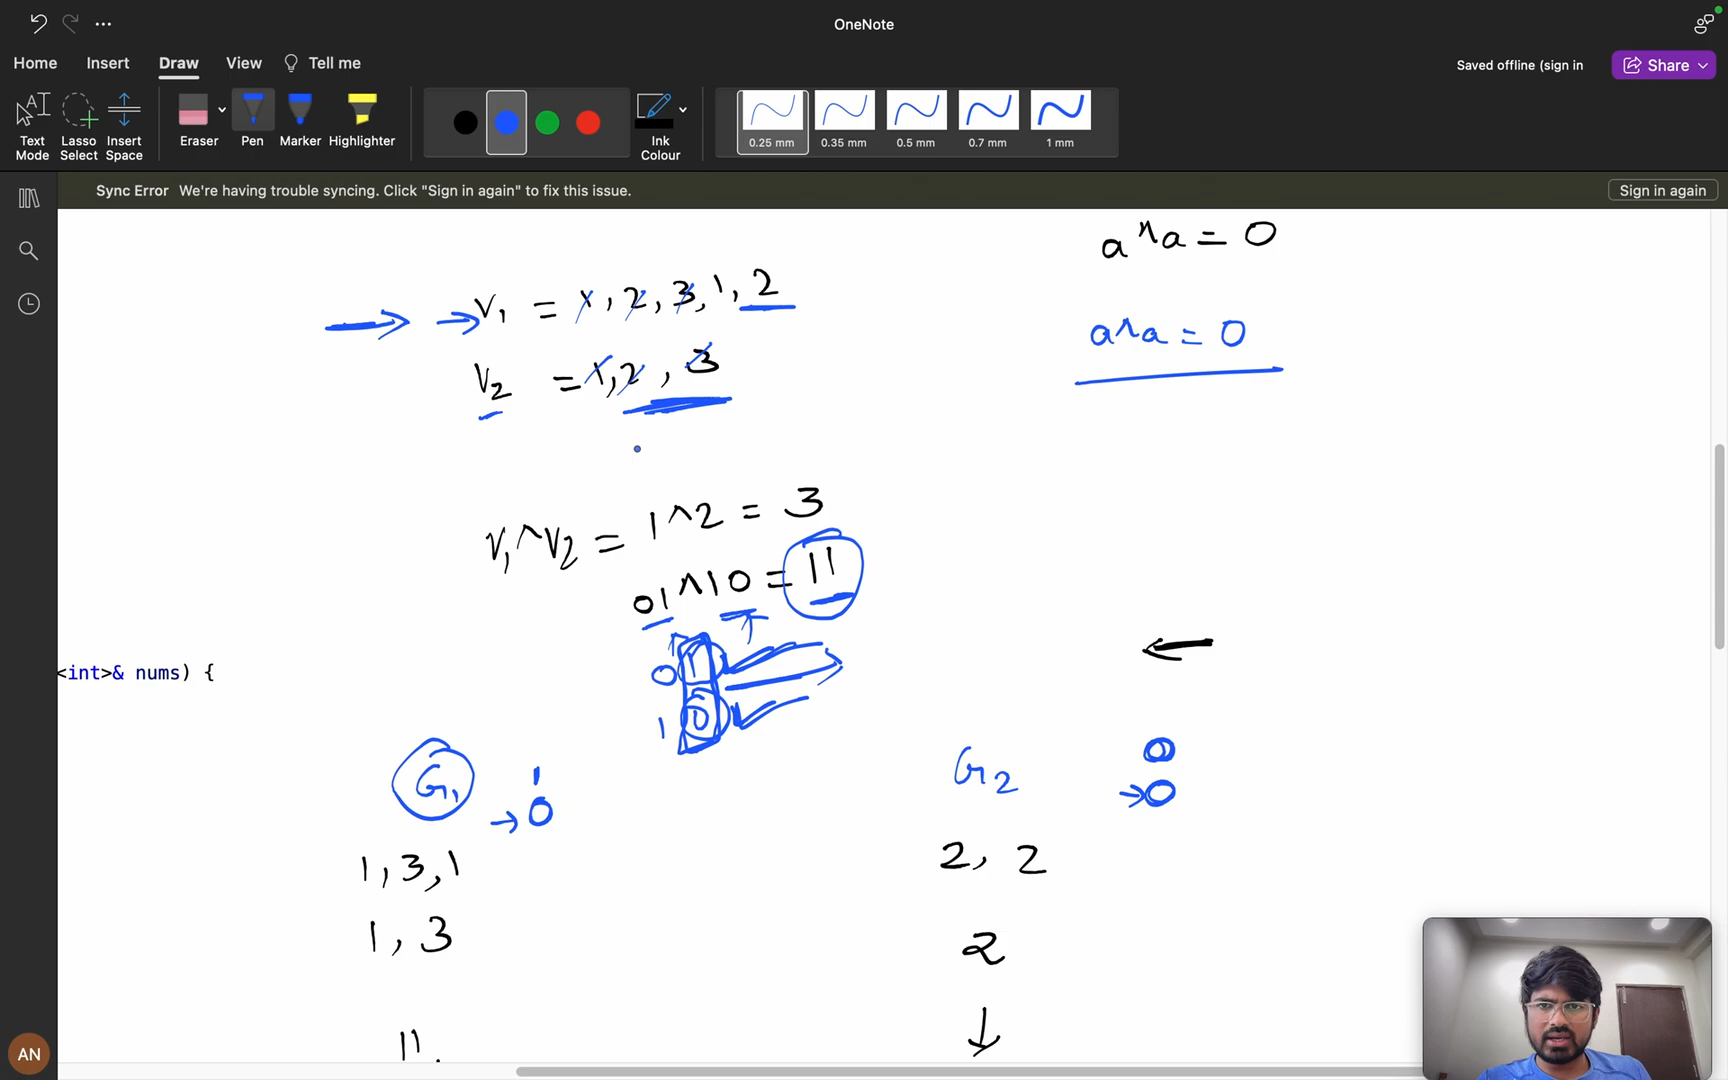 OneNote
Home Insert Draw View Tell me
Saved offline (sign in
Share
Text Mode
Lasso Select
Insert Space
Eraser
Pen
Marker
Highlighter
Ink Colour
0.25 mm
0.35 mm
0.5 mm
0.7 mm
1 mm
Sync Error We're having trouble syncing. Click "Sign in again" to fix this issue.
Sign in again
a^a = 0
V1 = 1, 2, 3, 1, 2
a^a = 0
V2 = 1, 2, 3
V1^V2 = 1^2 = 3
01^10 = 11
0 1
1 0
<int>& nums) {
G1
1
0
G2
0
0
1, 3, 1
2, 2
1, 3
2
11
AN